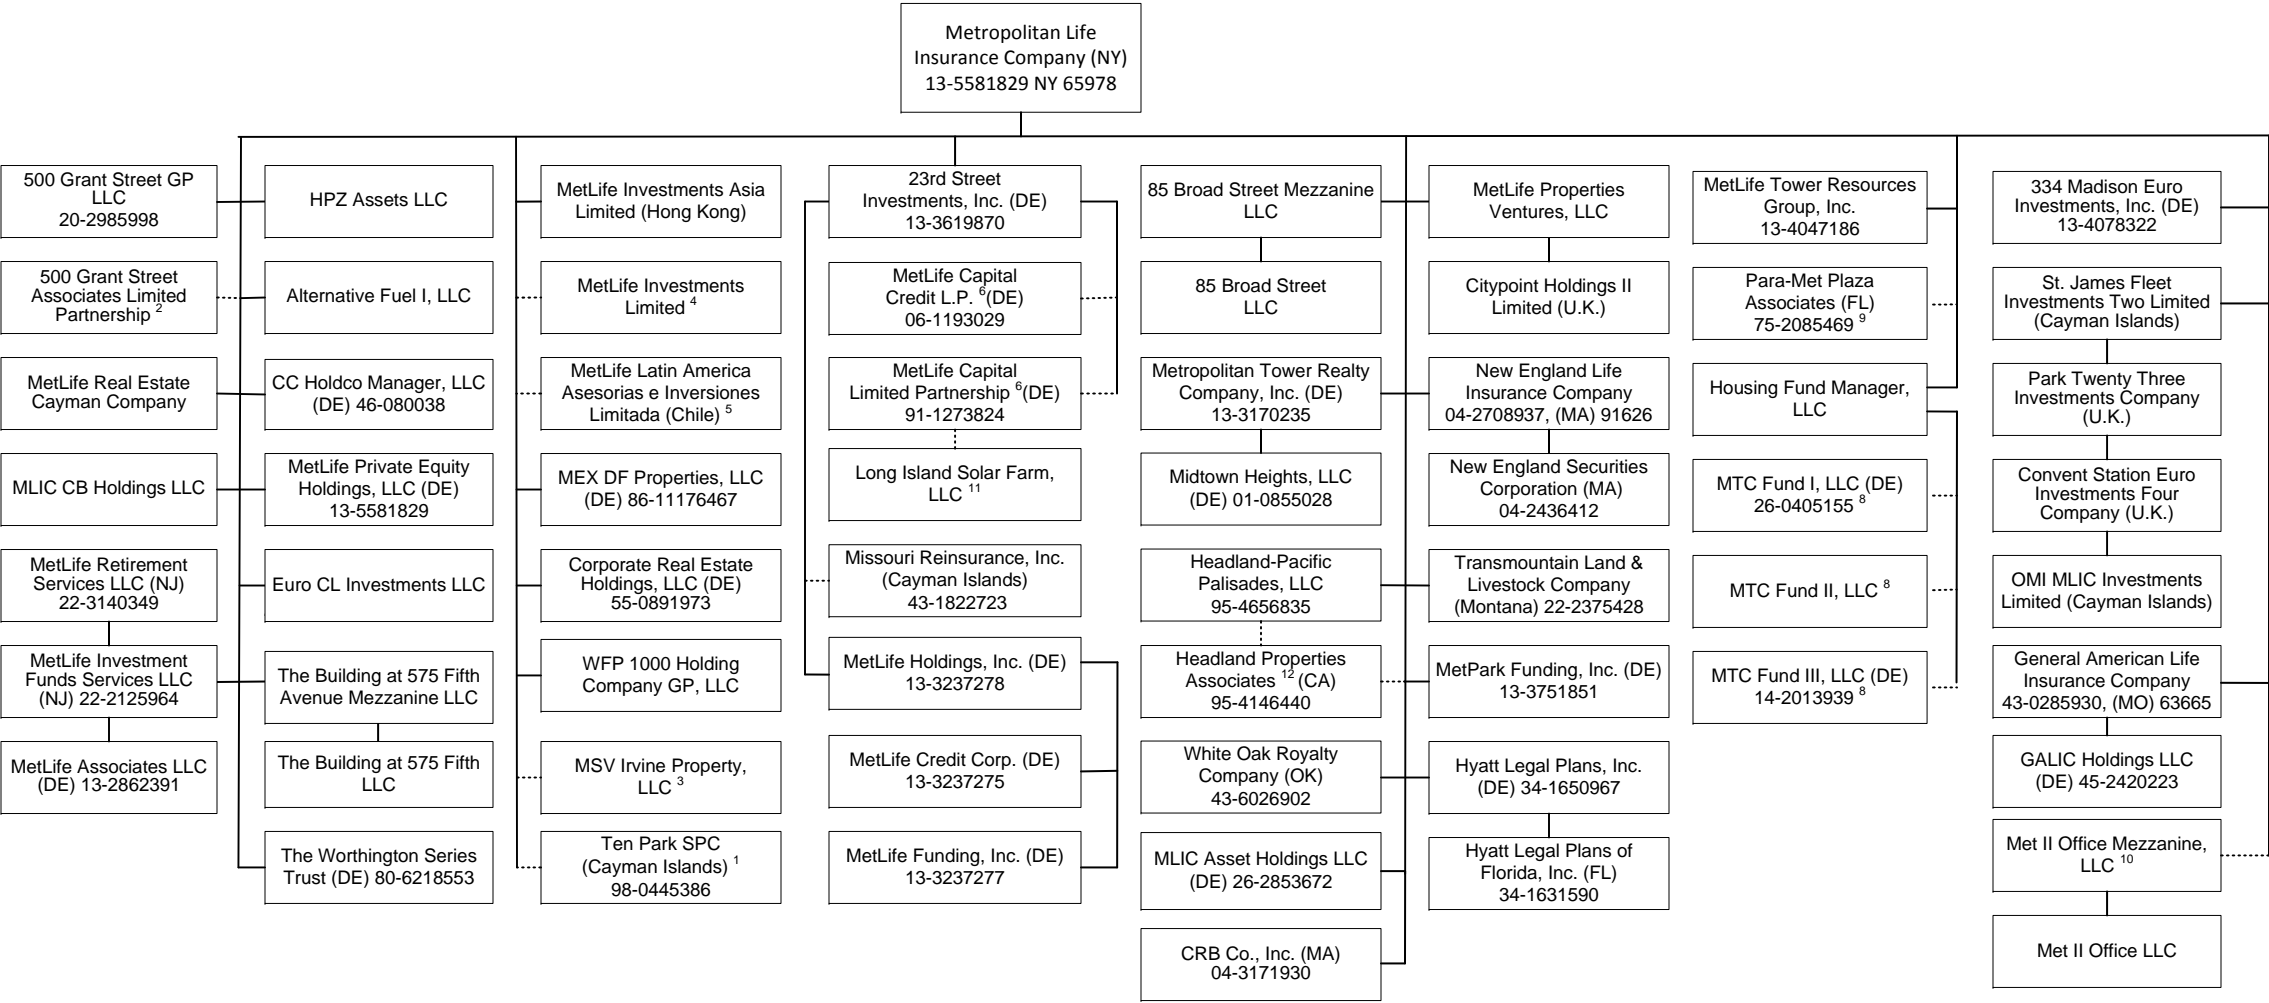 Metropolitan Life
Insurance Company (NY)
13-5581829 NY 65978
500 Grant Street GP
LLC
20-2985998
500 Grant Street
Associates Limited
Partnership 2
MetLife Real Estate
Cayman Company
MLIC CB Holdings LLC
MetLife Retirement
Services LLC (NJ)
22-3140349
MetLife Investment
Funds Services LLC
(NJ) 22-2125964
MetLife Associates LLC
(DE) 13-2862391
HPZ Assets LLC
Alternative Fuel I, LLC
CC Holdco Manager, LLC
(DE) 46-080038
MetLife Private Equity
Holdings, LLC (DE)
13-5581829
Euro CL Investments LLC
The Building at 575 Fifth
Avenue Mezzanine LLC
The Building at 575 Fifth
LLC
The Worthington Series
Trust (DE) 80-6218553
MetLife Investments Asia
Limited (Hong Kong)
MetLife Investments
Limited 4
MetLife Latin America
Asesorias e Inversiones
Limitada (Chile) 5
MEX DF Properties, LLC
(DE) 86-11176467
Corporate Real Estate
Holdings, LLC (DE)
55-0891973
WFP 1000 Holding
Company GP, LLC
MSV Irvine Property,
LLC 3
Ten Park SPC
(Cayman Islands) 1
98-0445386
23rd Street
Investments, Inc. (DE)
13-3619870
MetLife Capital
Credit L.P. 6 (DE)
06-1193029
MetLife Capital
Limited Partnership 6 (DE)
91-1273824
Long Island Solar Farm,
LLC 11
Missouri Reinsurance, Inc.
(Cayman Islands)
43-1822723
MetLife Holdings, Inc. (DE)
13-3237278
MetLife Credit Corp. (DE)
13-3237275
MetLife Funding, Inc. (DE)
13-3237277
85 Broad Street Mezzanine
LLC
85 Broad Street
LLC
Metropolitan Tower Realty
Company, Inc. (DE)
13-3170235
Midtown Heights, LLC
(DE) 01-0855028
Headland-Pacific
Palisades, LLC
95-4656835
Headland Properties
Associates 12 (CA)
95-4146440
White Oak Royalty
Company (OK)
43-6026902
MLIC Asset Holdings LLC
(DE) 26-2853672
CRB Co., Inc. (MA)
04-3171930
MetLife Properties
Ventures, LLC
Citypoint Holdings II
Limited (U.K.)
New England Life
Insurance Company
04-2708937, (MA) 91626
New England Securities
Corporation (MA)
04-2436412
Transmountain Land &
Livestock Company
(Montana) 22-2375428
MetPark Funding, Inc. (DE)
13-3751851
Hyatt Legal Plans, Inc.
(DE) 34-1650967
Hyatt Legal Plans of
Florida, Inc. (FL)
34-1631590
MetLife Tower Resources
Group, Inc.
13-4047186
Para-Met Plaza
Associates (FL)
75-2085469 9
Housing Fund Manager,
LLC
MTC Fund I, LLC (DE)
26-0405155 8
MTC Fund II, LLC 8
MTC Fund III, LLC (DE)
14-2013939 8
334 Madison Euro
Investments, Inc. (DE)
13-4078322
St. James Fleet
Investments Two Limited
(Cayman Islands)
Park Twenty Three
Investments Company
(U.K.)
Convent Station Euro
Investments Four
Company (U.K.)
OMI MLIC Investments
Limited (Cayman Islands)
General American Life
Insurance Company
43-0285930, (MO) 63665
GALIC Holdings LLC
(DE) 45-2420223
Met II Office Mezzanine,
LLC 10
Met II Office LLC